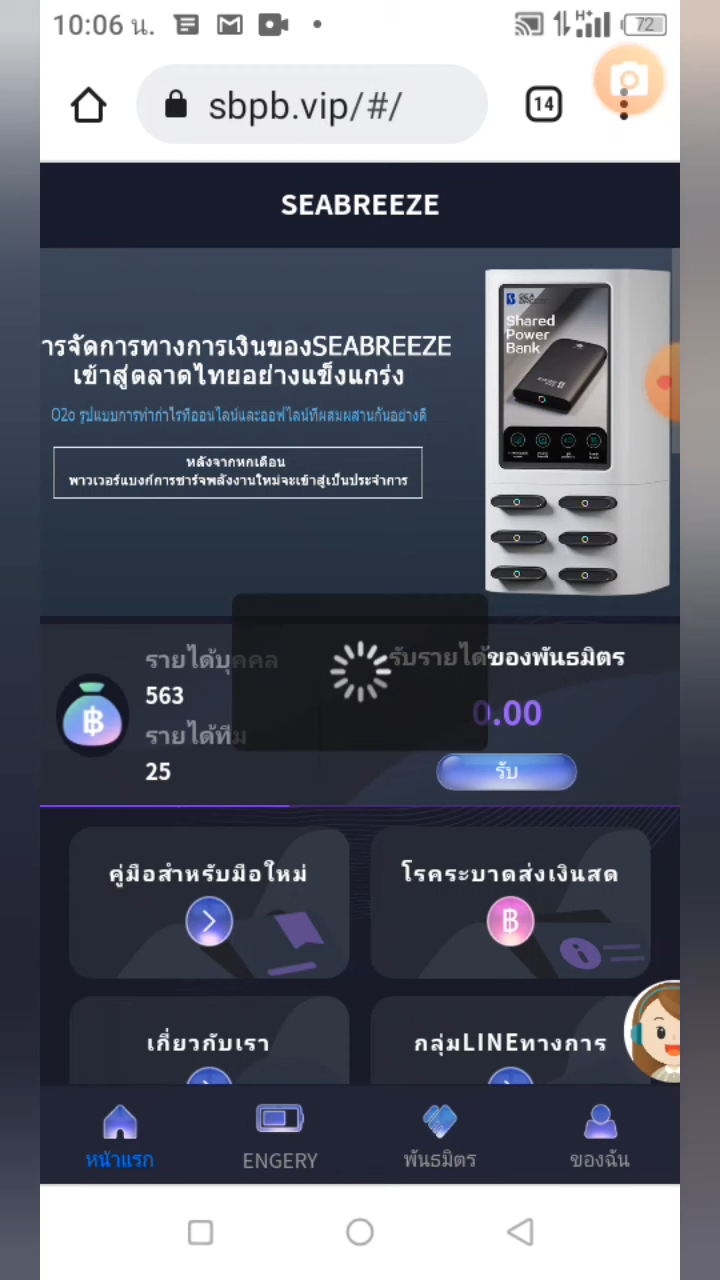 10:06 น.
72
sbpb.vip/#/
14
SEABREEZE
ารจัดการทางการเงินของSEABREEZE
เข้าสู่ตลาดไทยอย่างแข็งแกร่ง
O2o รูปแบบการทำกำไรที่ออนไลน์และออฟไลน์ที่ผสมผสานกันอย่างดี
หลังจากหกเดือน
พาวเวอร์แบงก์การชาร์จพลังงานใหม่จะเข้าสู่เป็นประจำการ
SEA
Shared
Power
Bank
รายได้บุคคล
563
รายได้ทีม
25
รับรายได้ของพันธมิตร
0.00
รับ
คู่มือสำหรับมือใหม่
โรคระบาดส่งเงินสด
เกี่ยวกับเรา
กลุ่มLINEทางการ
หน้าแรก
ENGERY
พันธมิตร
ของฉัน